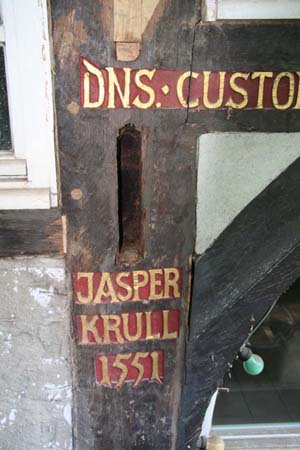 DNS · CUSTO
JASPER
KRULL
1551